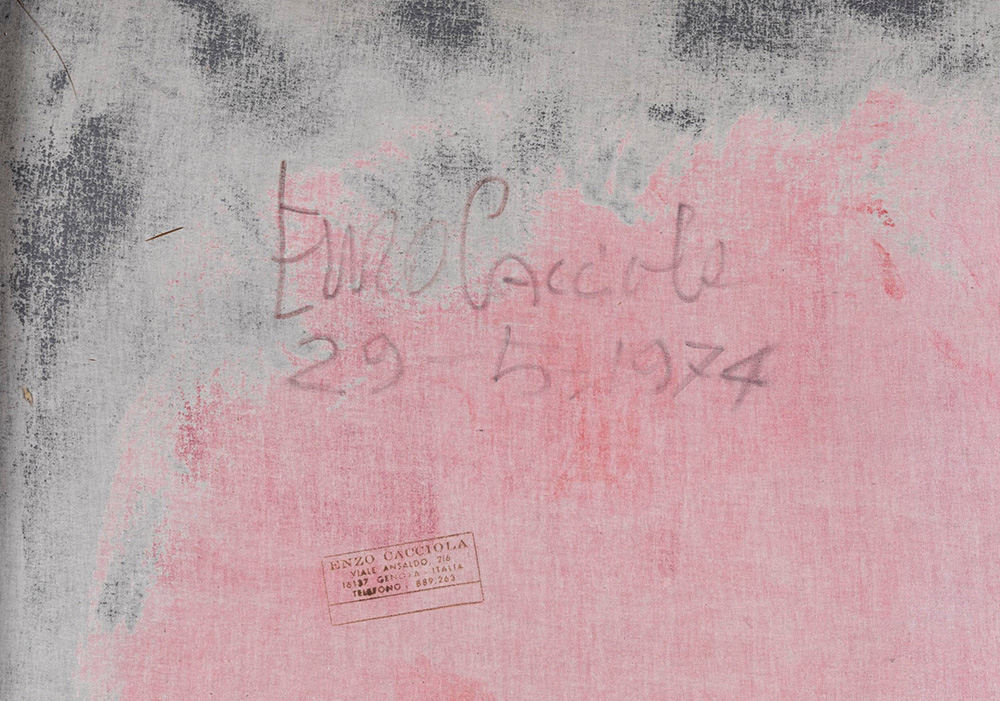 Enzo Cacciola
29-5.1974
ENZO CACCIOLA
VIALE ANSALDO, 2/6
16137 GENOVA - ITALIA
TELEFONO: 889.263